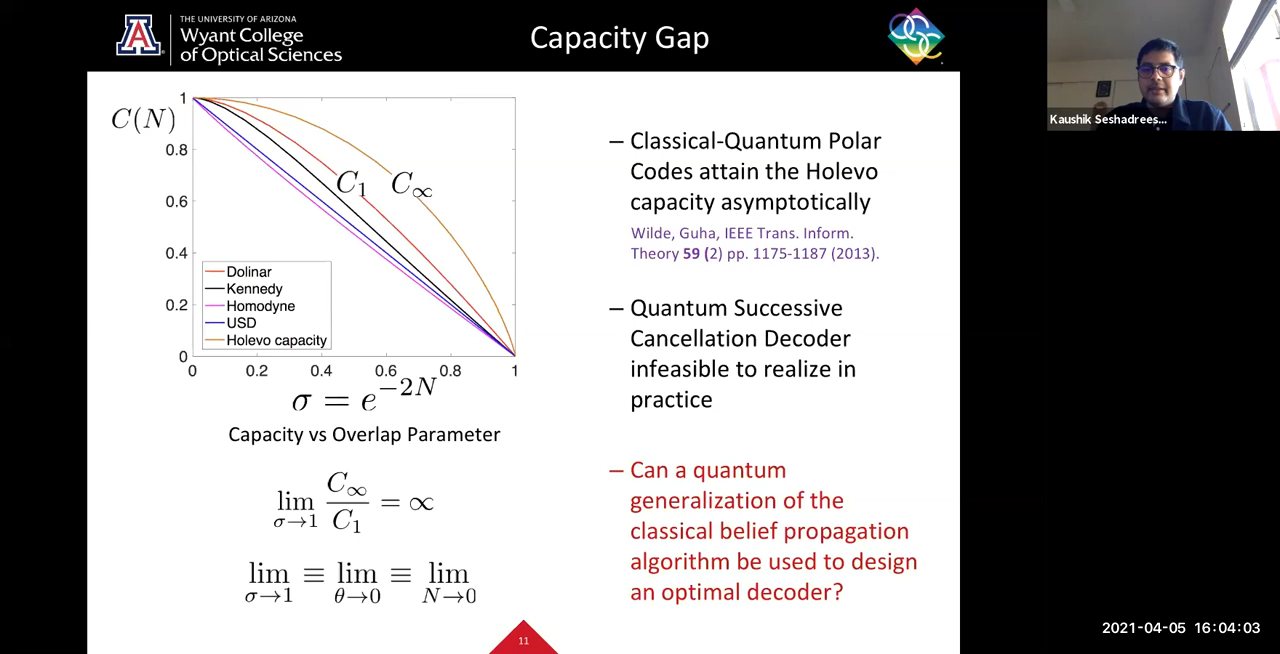 THE UNIVERSITY OF ARIZONA
Wyant College
of Optical Sciences
Capacity Gap
Kaushik Seshadrees...
C(N)
1
0.8
0.6
0.4
0.2
0
C₁
C∞
Dolinar
Kennedy
Homodyne
USD
Holevo capacity
0 0.2 0.4 0.6 0.8 1
σ = e^{−2N}
Capacity vs Overlap Parameter
lim_{σ→1} C∞/C₁ = ∞
lim_{σ→1} ≡ lim_{θ→0} ≡ lim_{N→0}
– Classical-Quantum Polar
Codes attain the Holevo
capacity asymptotically
Wilde, Guha, IEEE Trans. Inform.
Theory 59 (2) pp. 1175-1187 (2013).
– Quantum Successive
Cancellation Decoder
infeasible to realize in
practice
– Can a quantum
generalization of the
classical belief propagation
algorithm be used to design
an optimal decoder?
11
2021-04-05 16:04:03